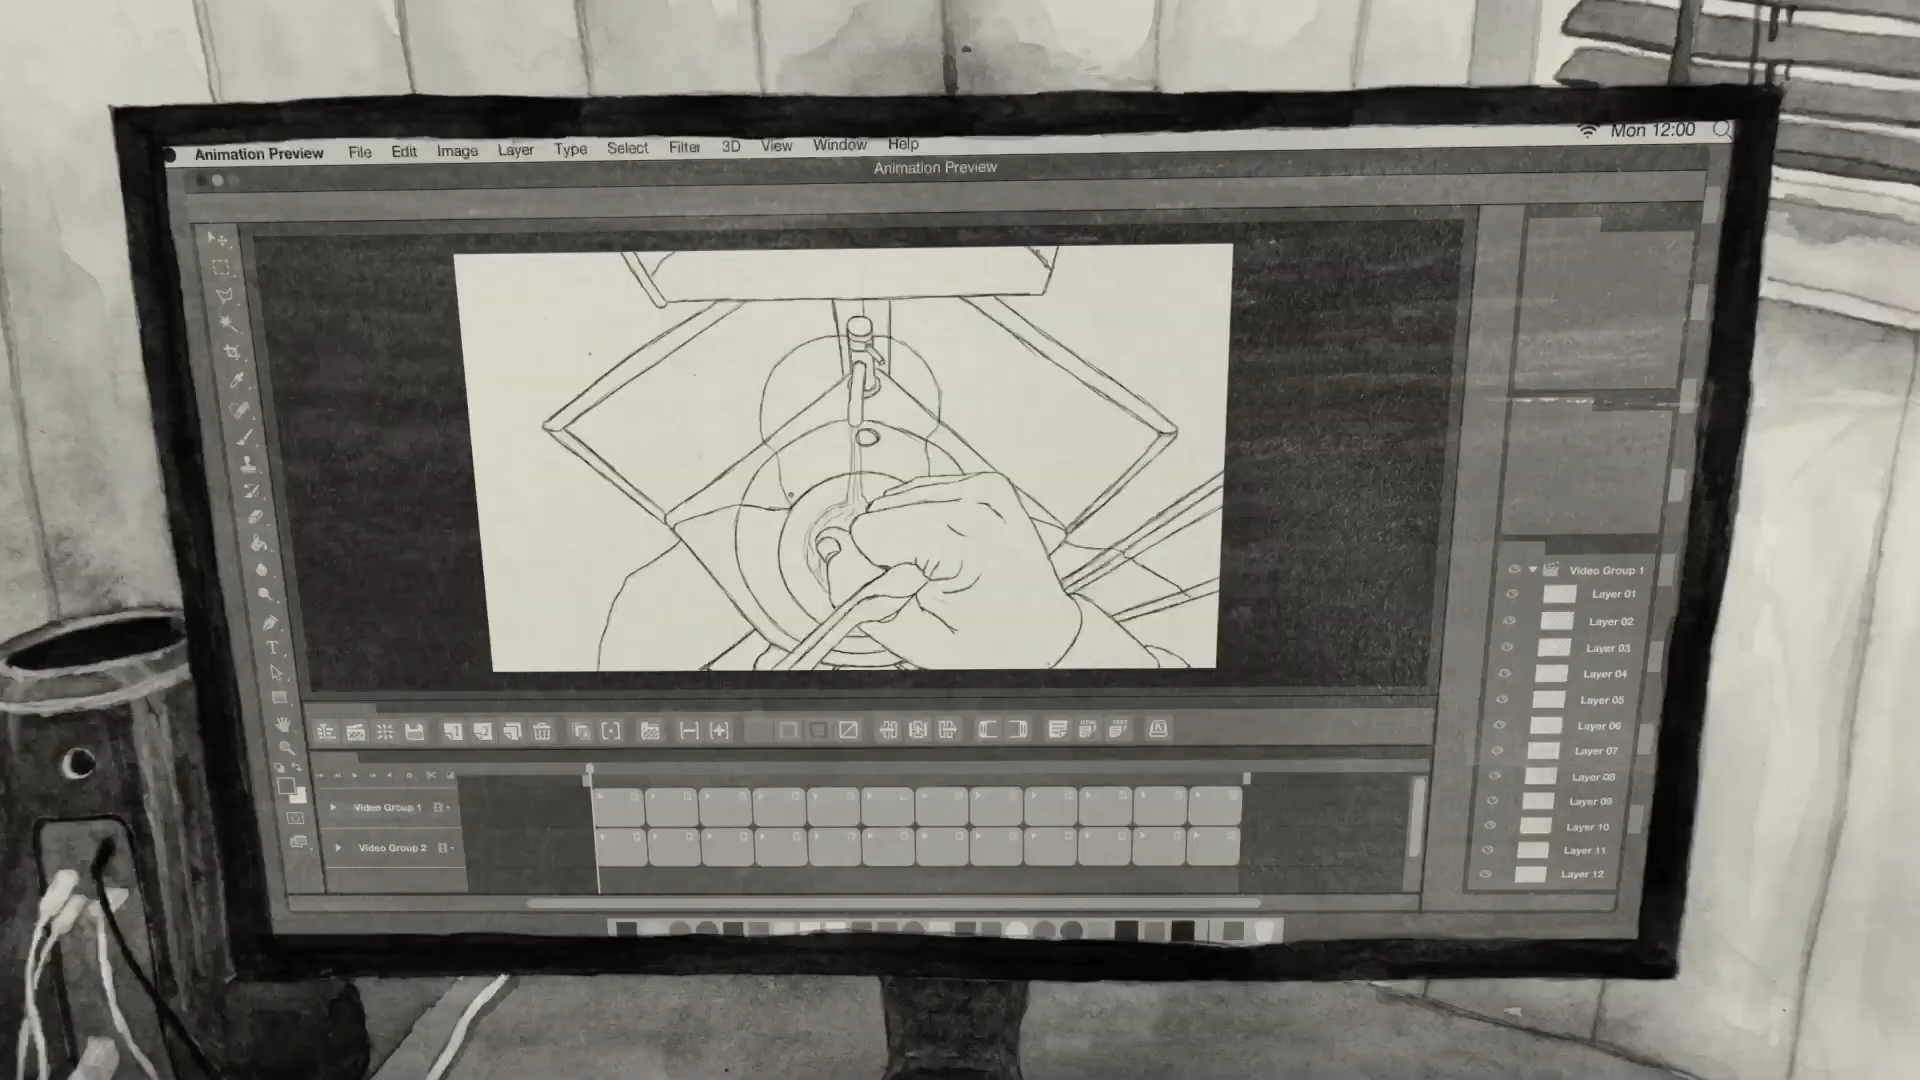 Animation Preview File Edit Image Layer Type Select Filter 3D View Window Help Mon 12:00
Animation Preview
T
Video Group 1
Layer 01
Layer 02
Layer 03
Layer 04
Layer 05
Layer 06
Layer 07
Layer 08
Layer 09
Layer 10
Layer 11
Layer 12
HTML TEXT
Video Group 1
Video Group 2